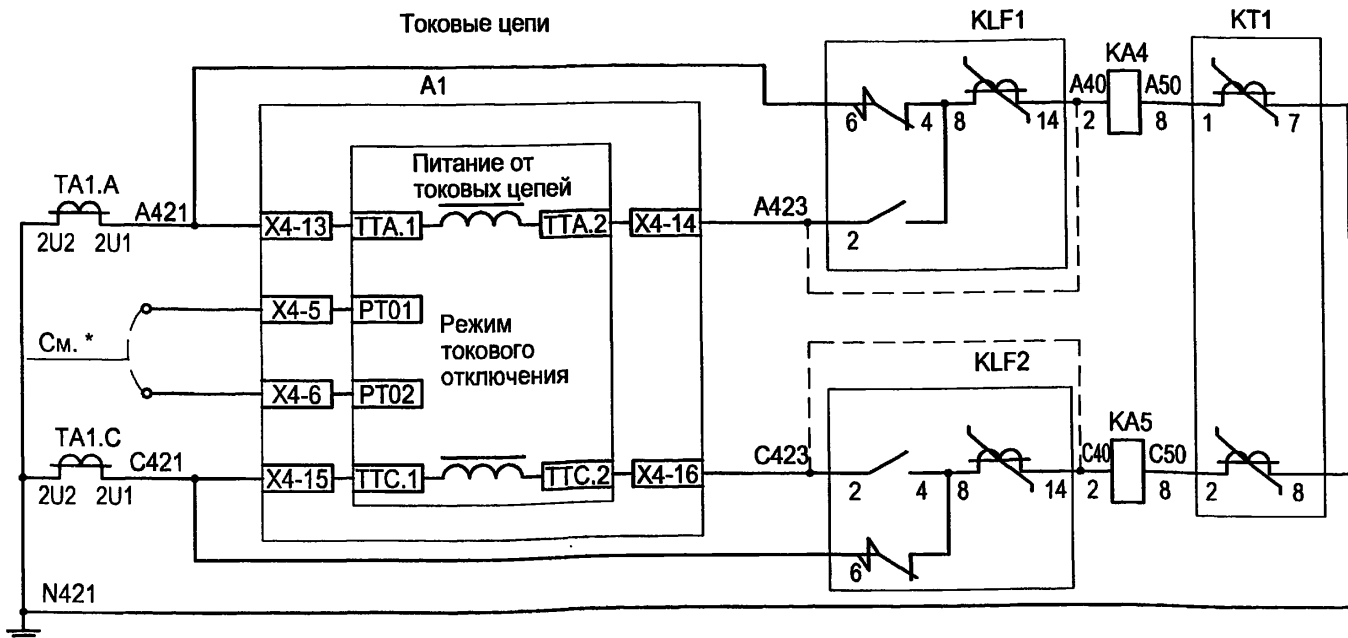 Токовые цепи
KLF1
KT1
A1
A40
KA4
A50
6
4
8
14
2
8
1
7
Питание от
токовых цепей
TA1.A
A421
2U2
2U1
X4-13
TTA.1
TTA.2
X4-14
A423
2
X4-5
PT01
Режим
токового
отключения
См. *
X4-6
PT02
KLF2
TA1.C
C421
2U2
2U1
X4-15
TTC.1
TTC.2
X4-16
C423
C40
KA5
C50
2
4
8
14
2
8
2
8
6
N421